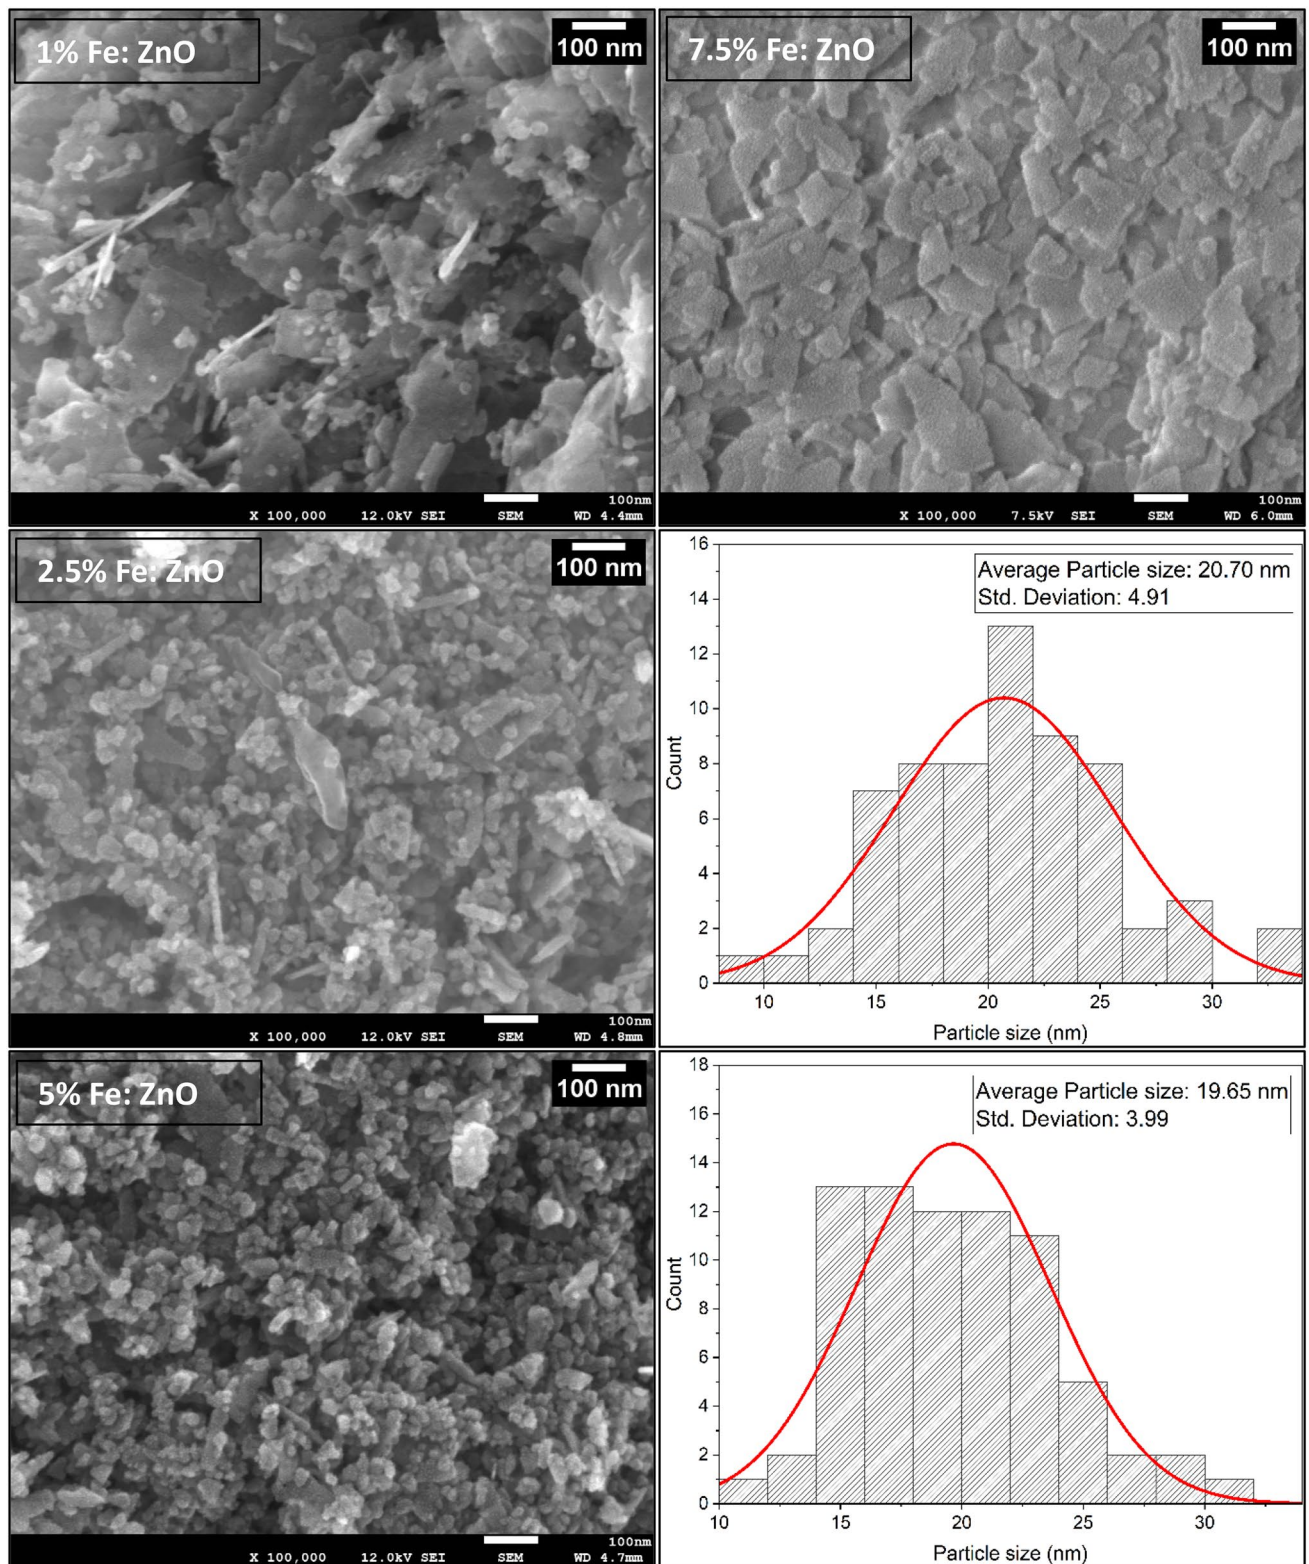 1% Fe: ZnO
100 nm
100nm
X 100,000 12.0kV SEI SEM WD 4.4mm
7.5% Fe: ZnO
100 nm
100nm
X 100,000 7.5kV SEI SEM WD 6.0mm
2.5% Fe: ZnO
100 nm
100nm
X 100,000 12.0kV SEI SEM WD 4.8mm
Average Particle size: 20.70 nm
Std. Deviation: 4.91
16
14
12
10
8
6
4
2
0
Count
10 15 20 25 30
Particle size (nm)
5% Fe: ZnO
100 nm
100nm
X 100,000 12.0kV SEI SEM WD 4.7mm
Average Particle size: 19.65 nm
Std. Deviation: 3.99
18
16
14
12
10
8
6
4
2
0
Count
10 15 20 25 30
Particle size (nm)